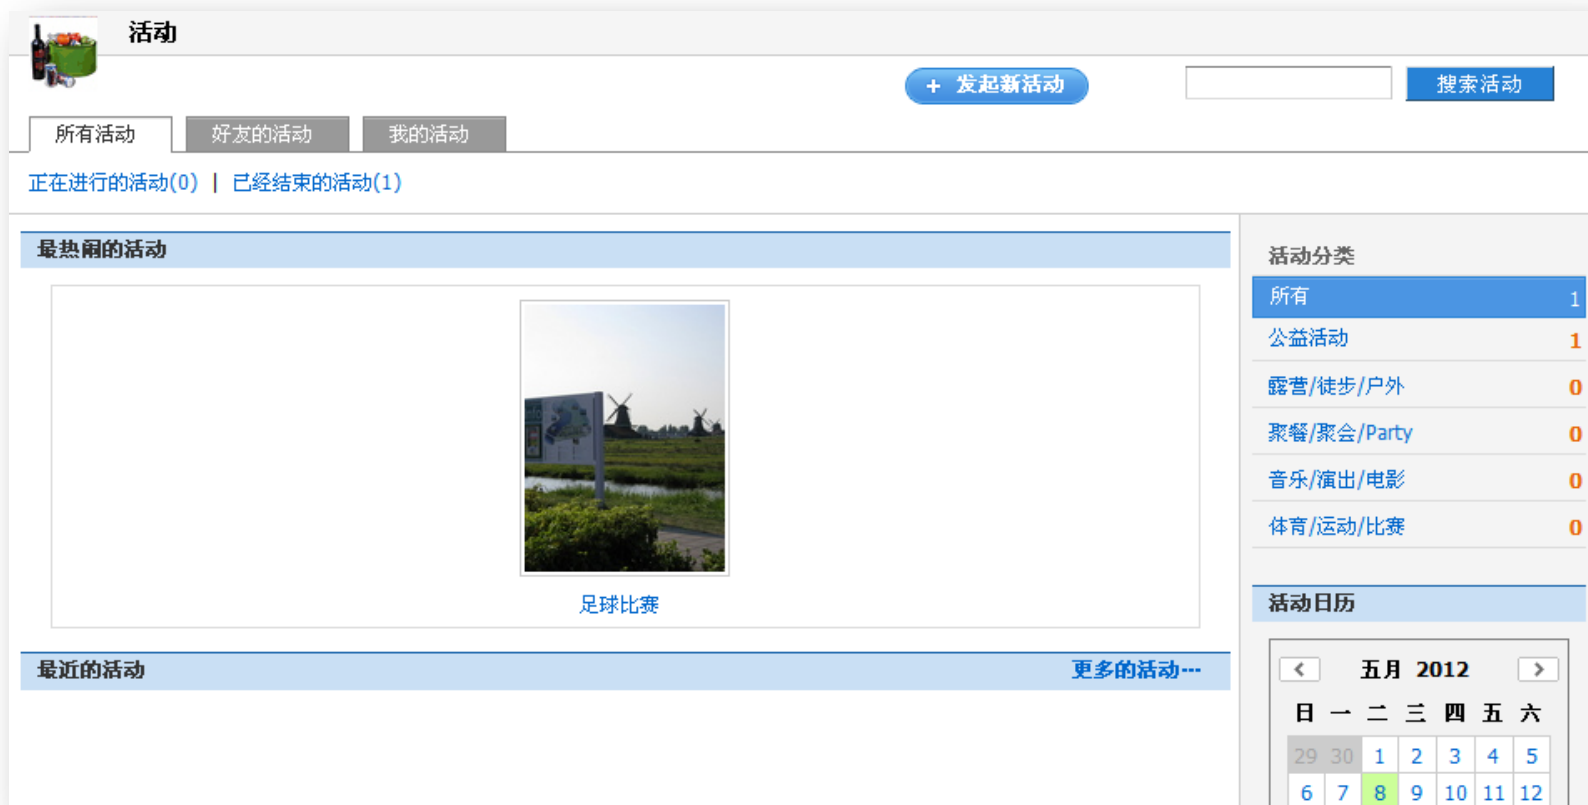 活动
+ 发起新活动
搜索活动
所有活动 好友的活动 我的活动
正在进行的活动(0) | 已经结束的活动(1)
最热闹的活动
足球比赛
最近的活动 更多的活动···
活动分类
所有 1
公益活动 1
露营/徒步/户外 0
聚餐/聚会/Party 0
音乐/演出/电影 0
体育/运动/比赛 0
活动日历
< 五月 2012 >
日 一 二 三 四 五 六
29 30 1 2 3 4 5
6 7 8 9 10 11 12